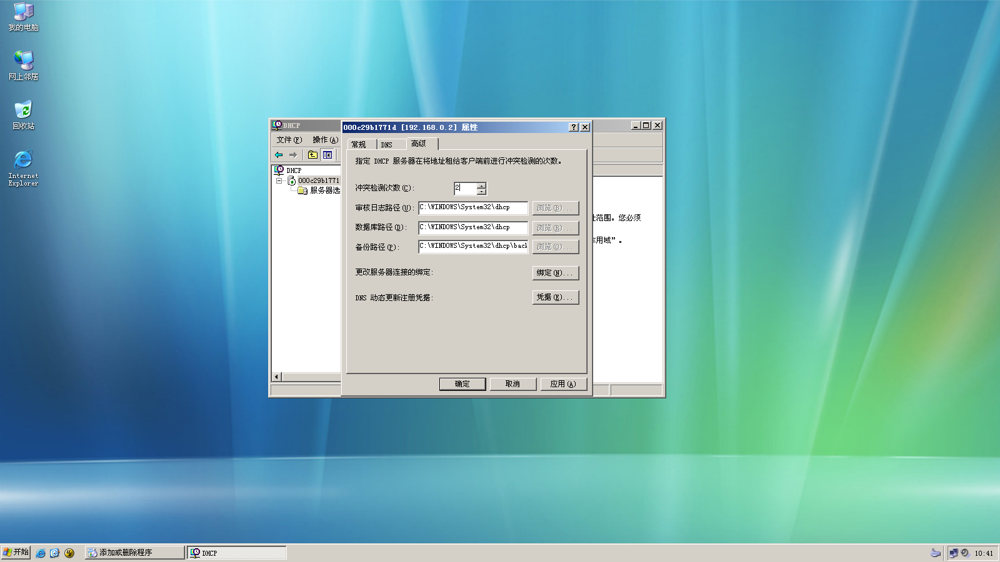 我的电脑
网上邻居
回收站
Internet
Explorer
DHCP
文件(F)
操作(A)
DHCP
000c29b1771
服务器选
000c29b1771d [192.168.0.2] 属性
常规
DNS
高级
指定 DHCP 服务器在将地址租给客户端前进行冲突检测的次数。
冲突检测次数(C):
2
审核日志路径(U):
C:\WINDOWS\System32\dhcp
浏览(B)...
数据库路径(D):
C:\WINDOWS\System32\dhcp
浏览(R)...
备份路径(P):
C:\WINDOWS\System32\dhcp\bacl
浏览(O)...
更改服务器连接的绑定:
绑定(N)...
DNS 动态更新注册凭据:
凭据(E)...
确定
取消
应用(A)
范围。您必须
用域”。
开始
添加或删除程序
DHCP
10:41